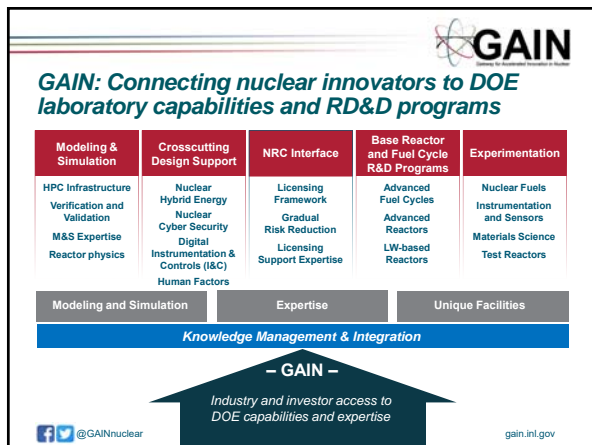 GAIN
Gateway for Accelerated Innovation in Nuclear
GAIN: Connecting nuclear innovators to DOE
laboratory capabilities and RD&D programs
Modeling &
Simulation
HPC Infrastructure
Verification and
Validation
M&S Expertise
Reactor physics
Crosscutting
Design Support
Nuclear
Hybrid Energy
Nuclear
Cyber Security
Digital
Instrumentation &
Controls (I&C)
Human Factors
NRC Interface
Licensing
Framework
Gradual
Risk Reduction
Licensing
Support Expertise
Base Reactor
and Fuel Cycle
R&D Programs
Advanced
Fuel Cycles
Advanced
Reactors
LW-based
Reactors
Experimentation
Nuclear Fuels
Instrumentation
and Sensors
Materials Science
Test Reactors
Modeling and Simulation
Expertise
Unique Facilities
Knowledge Management & Integration
– GAIN –
Industry and investor access to
DOE capabilities and expertise
@GAINnuclear
gain.inl.gov